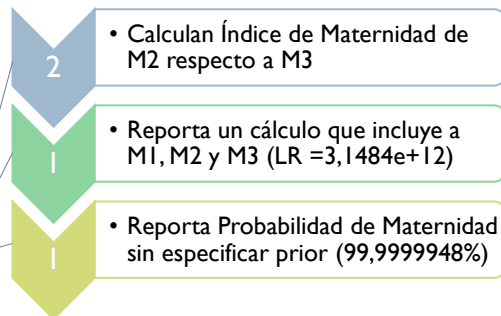 2
• Calculan Índice de Maternidad de
M2 respecto a M3
1
• Reporta un cálculo que incluye a
M1, M2 y M3 (LR =3,1484e+12)
1
• Reporta Probabilidad de Maternidad
sin especificar prior (99,9999948%)